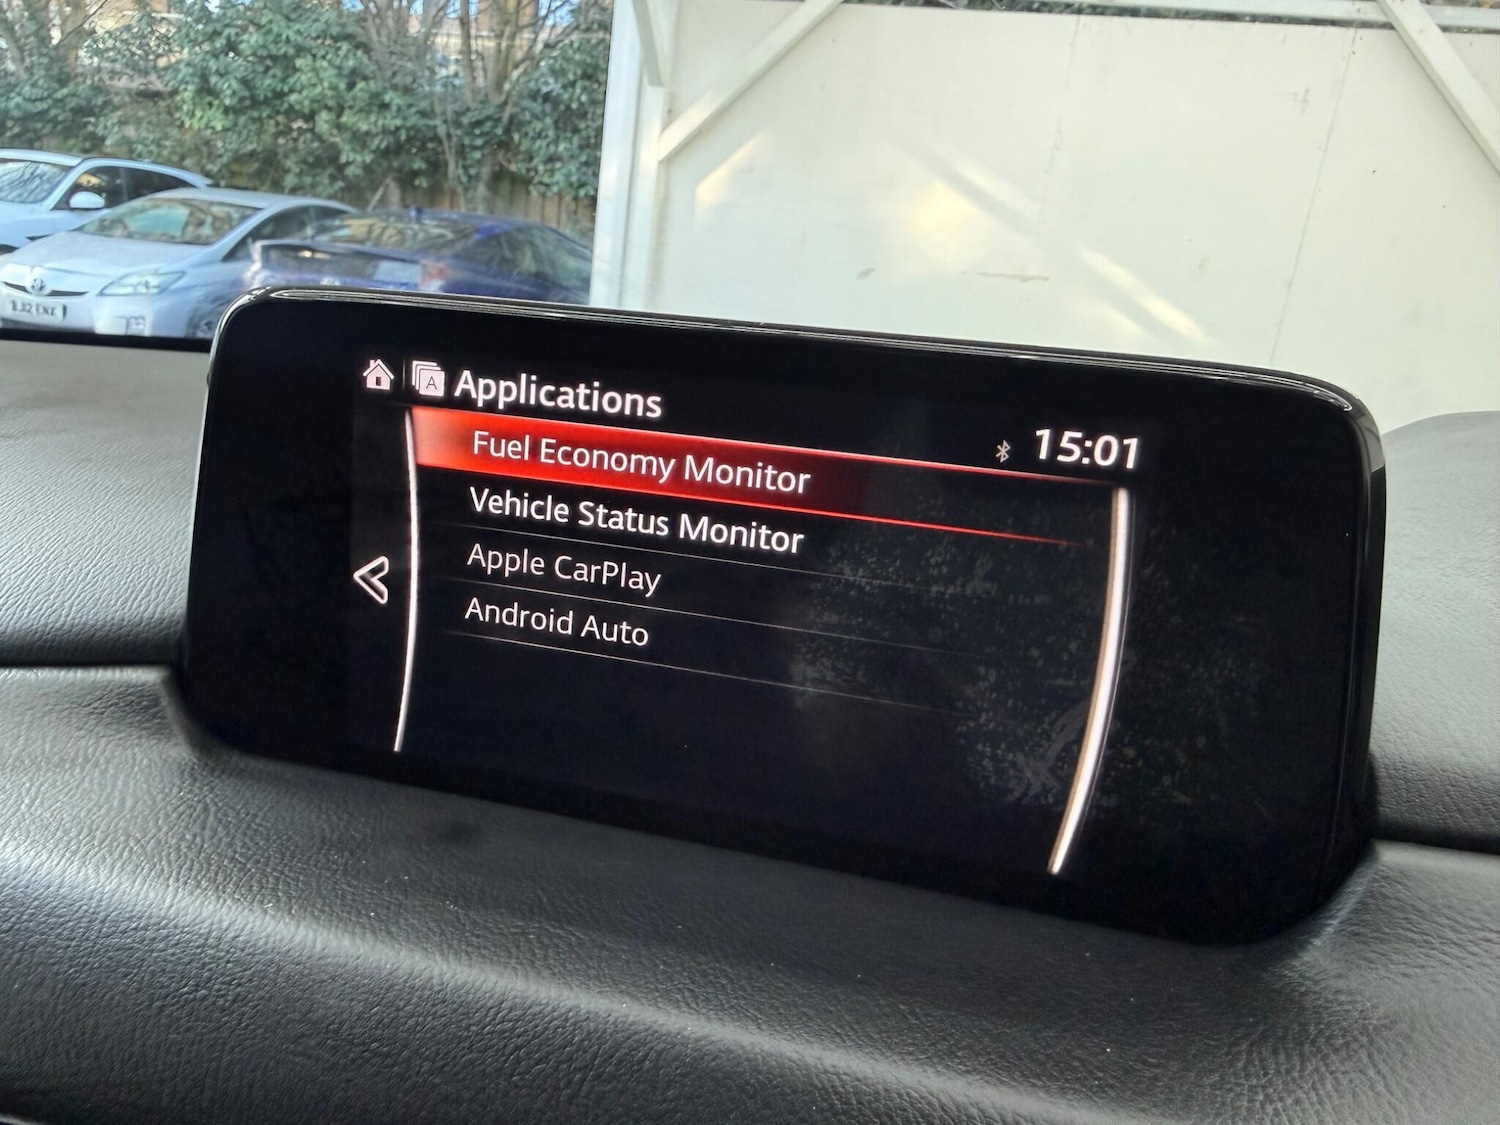 A Applications
15:01
Fuel Economy Monitor
Vehicle Status Monitor
Apple CarPlay
Android Auto